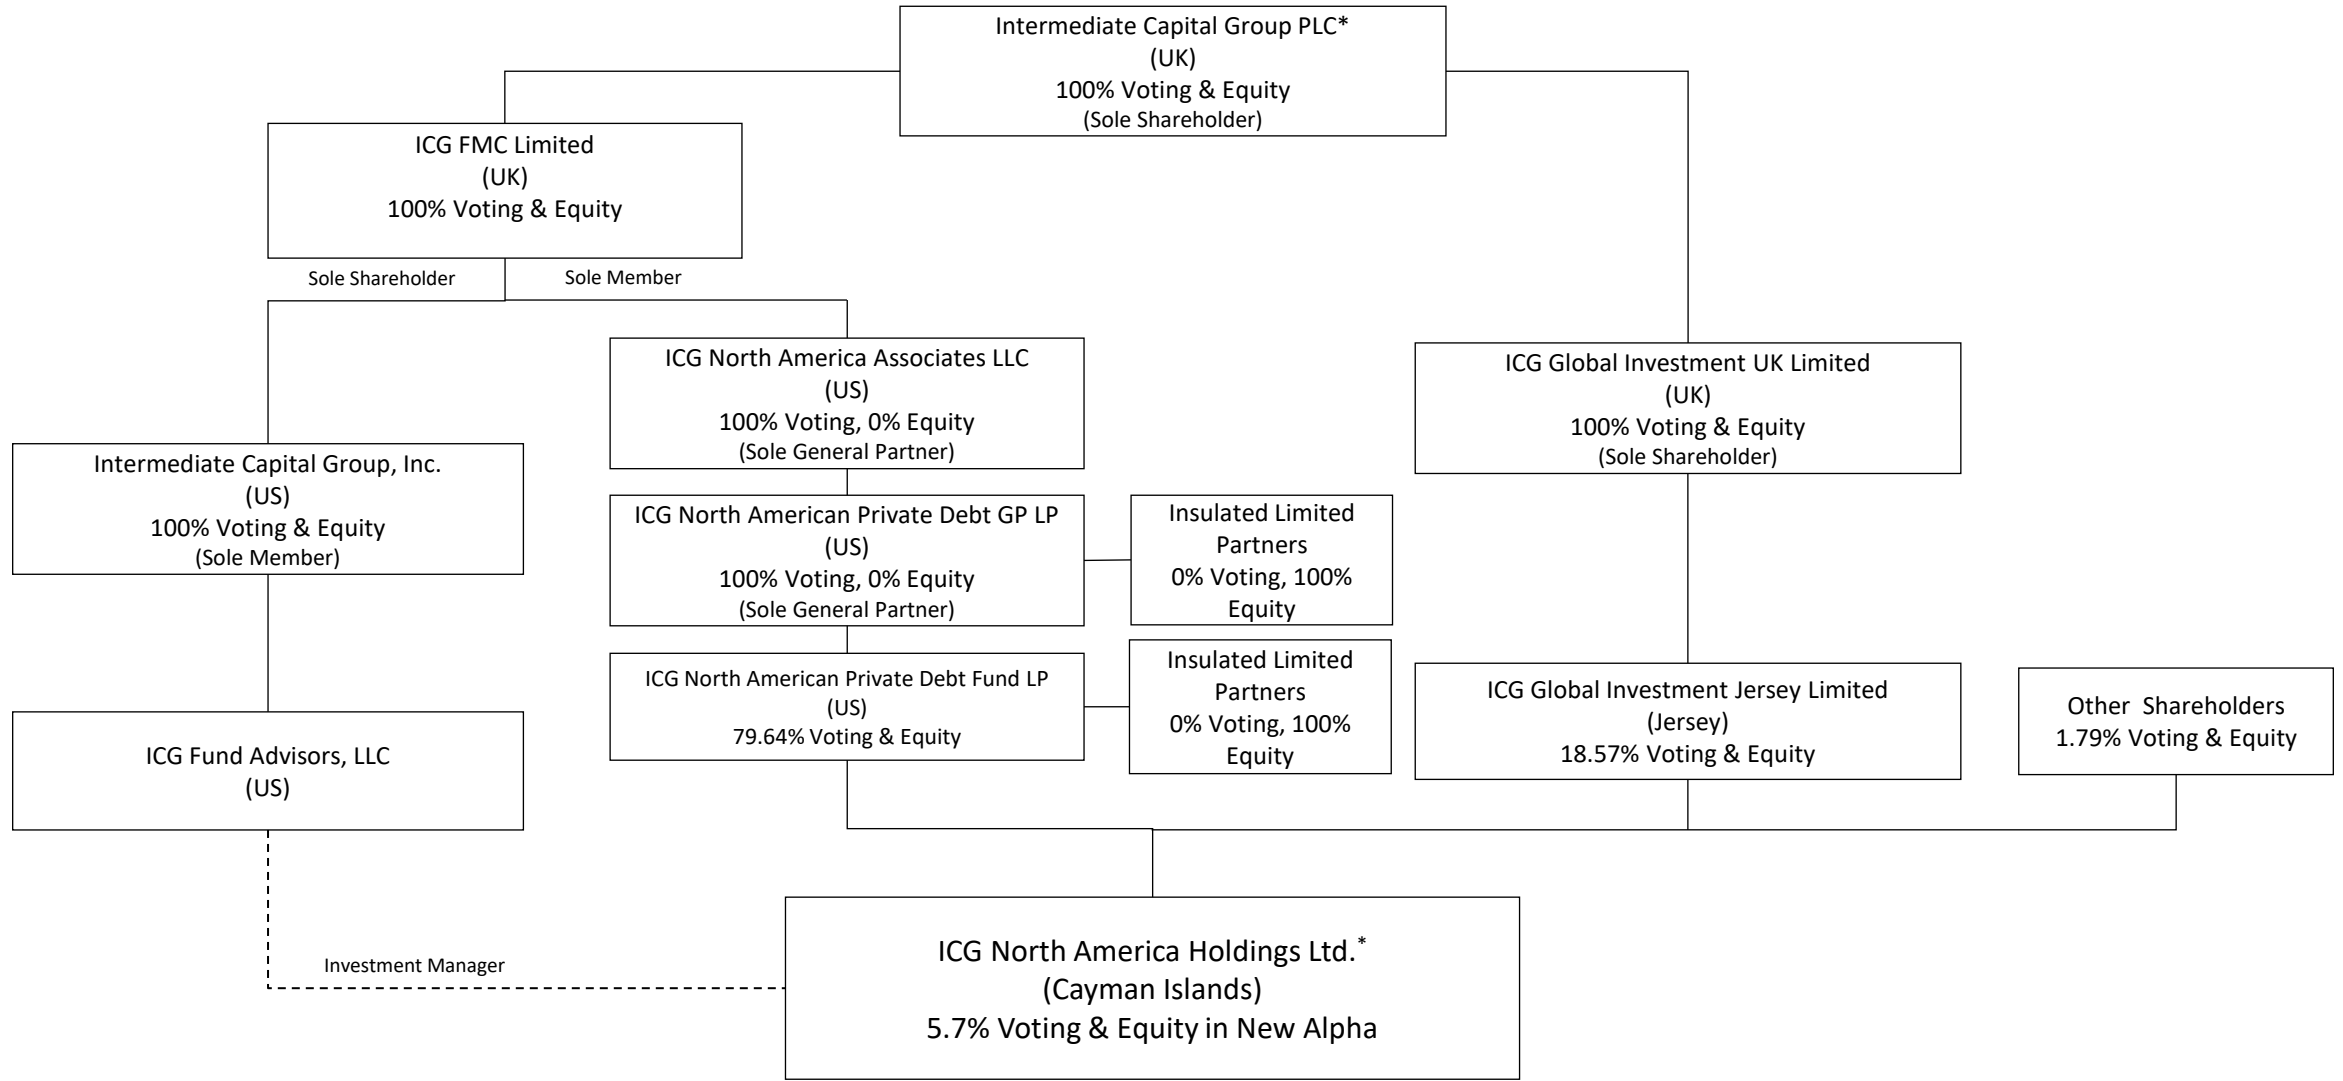 Intermediate Capital Group PLC*
(UK)
100% Voting & Equity
(Sole Shareholder)
ICG FMC Limited
(UK)
100% Voting & Equity
Sole Shareholder
Sole Member
ICG North America Associates LLC
(US)
100% Voting, 0% Equity
(Sole General Partner)
ICG Global Investment UK Limited
(UK)
100% Voting & Equity
(Sole Shareholder)
Intermediate Capital Group, Inc.
(US)
100% Voting & Equity
(Sole Member)
ICG North American Private Debt GP LP
(US)
100% Voting, 0% Equity
(Sole General Partner)
Insulated Limited
Partners
0% Voting, 100%
Equity
ICG North American Private Debt Fund LP
(US)
79.64% Voting & Equity
Insulated Limited
Partners
0% Voting, 100%
Equity
ICG Global Investment Jersey Limited
(Jersey)
18.57% Voting & Equity
Other Shareholders
1.79% Voting & Equity
ICG Fund Advisors, LLC
(US)
Investment Manager
ICG North America Holdings Ltd.*
(Cayman Islands)
5.7% Voting & Equity in New Alpha